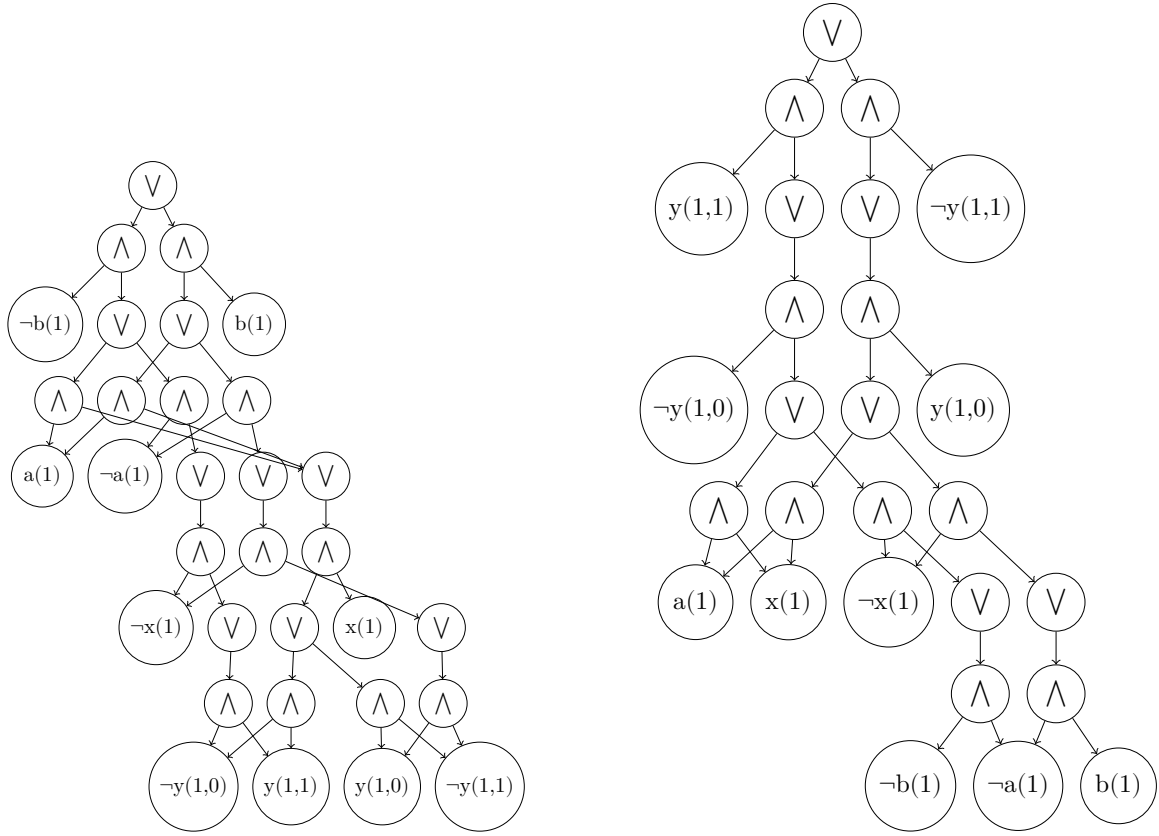 ∨
∧ ∧
¬b(1) ∨ ∨ b(1)
∧ ∧ ∧ ∧
a(1) ¬a(1) ∨ ∨ ∨
∧ ∧ ∧
¬x(1) ∨ ∨ x(1) ∨
∧ ∧ ∧ ∧
¬y(1,0) y(1,1) y(1,0) ¬y(1,1)
∨
∧ ∧
y(1,1) ∨ ∨ ¬y(1,1)
∧ ∧
¬y(1,0) ∨ ∨ y(1,0)
∧ ∧ ∧ ∧
a(1) x(1) ¬x(1) ∨ ∨
∧ ∧
¬b(1) ¬a(1) b(1)